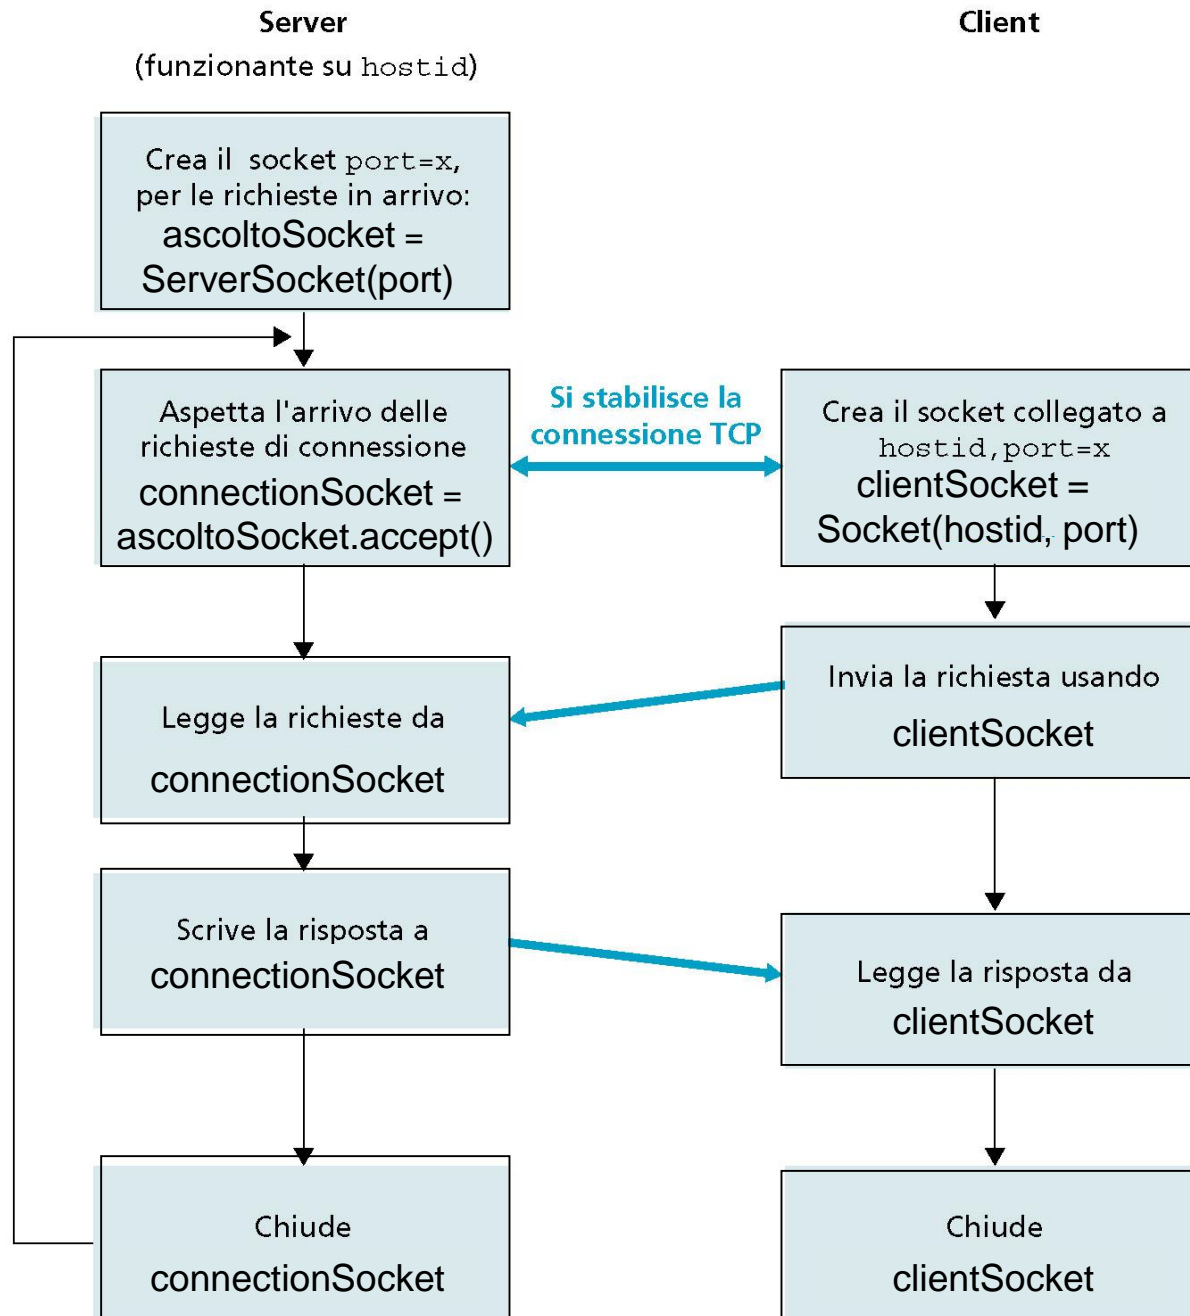 Server
(funzionante su hostid)
Client
Crea il socket port=x,
per le richieste in arrivo:
ascoltoSocket =
ServerSocket(port)
Aspetta l'arrivo delle
richieste di connessione
connectionSocket =
ascoltoSocket.accept()
Si stabilisce la
connessione TCP
Crea il socket collegato a
hostid,port=x
clientSocket =
Socket(hostid, port)
Invia la richiesta usando
clientSocket
Legge la richieste da
connectionSocket
Scrive la risposta a
connectionSocket
Legge la risposta da
clientSocket
Chiude
connectionSocket
Chiude
clientSocket